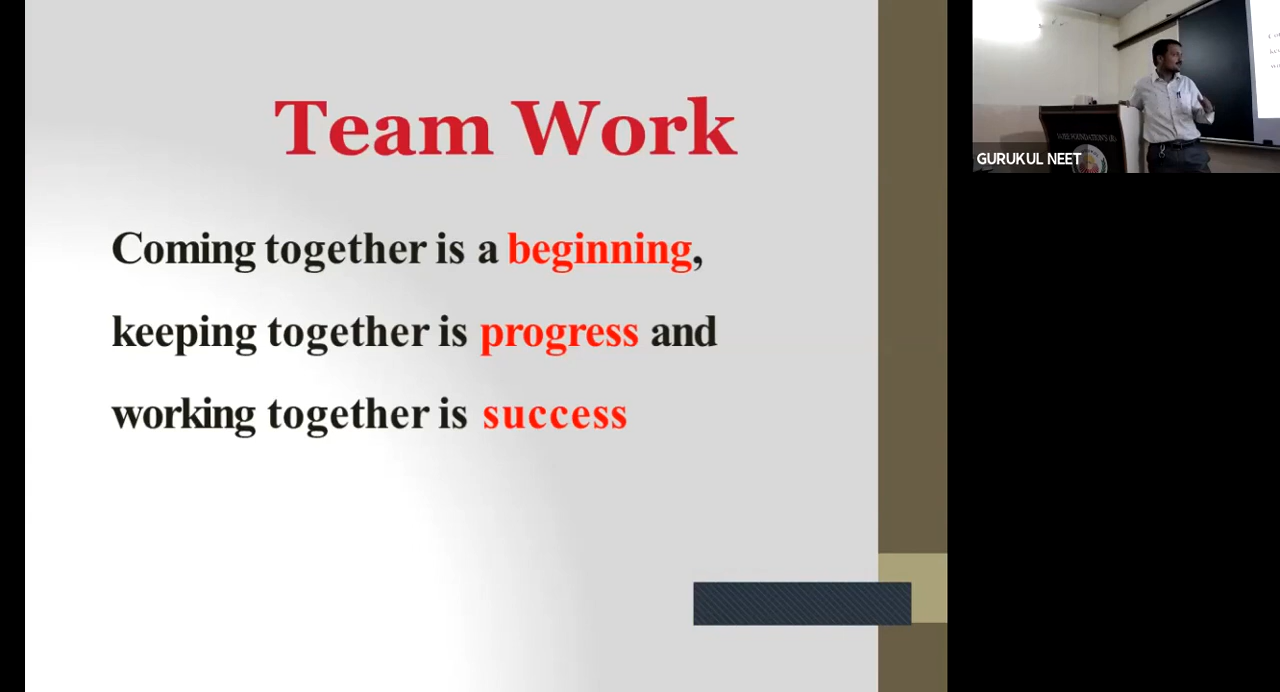 Team Work
Coming together is a beginning,
keeping together is progress and
working together is success
GURUKUL NEET